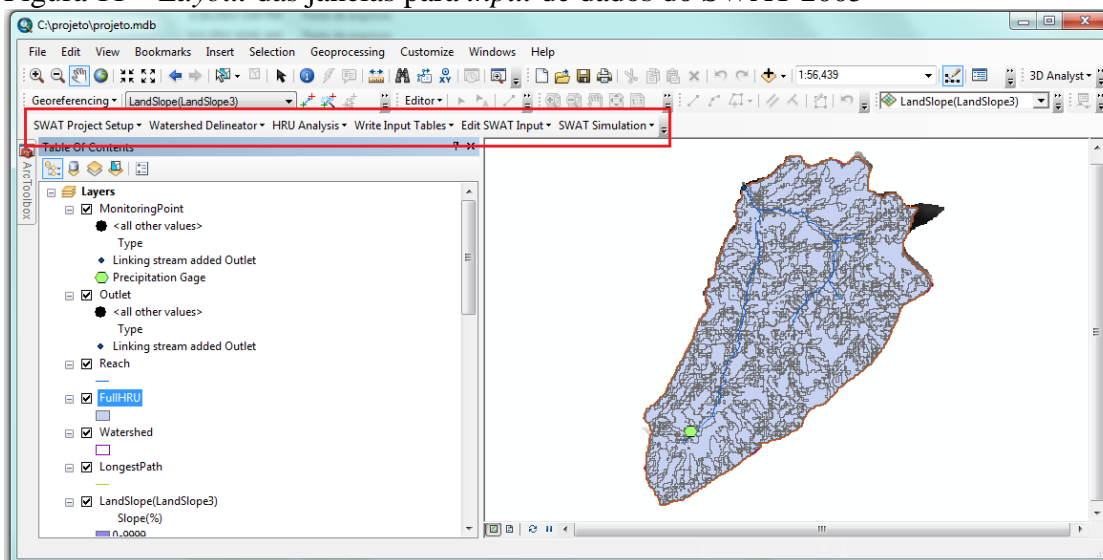 Figura 11 – Layout das janelas para input de dados do SWAT 2005
C:\projeto\projeto.mdb
File Edit View Bookmarks Insert Selection Geoprocessing Customize Windows Help
1:56,439 3D Analyst
Georeferencing LandSlope(LandSlope3) Editor LandSlope(LandSlope3)
SWAT Project Setup Watershed Delineator HRU Analysis Write Input Tables Edit SWAT Input SWAT Simulation
Table Of Contents
ArcToolbox
Layers
MonitoringPoint
<all other values>
Type
Linking stream added Outlet
Precipitation Gage
Outlet
<all other values>
Type
Linking stream added Outlet
Reach
FullHRU
Watershed
LongestPath
LandSlope(LandSlope3)
Slope(%)
0-9999